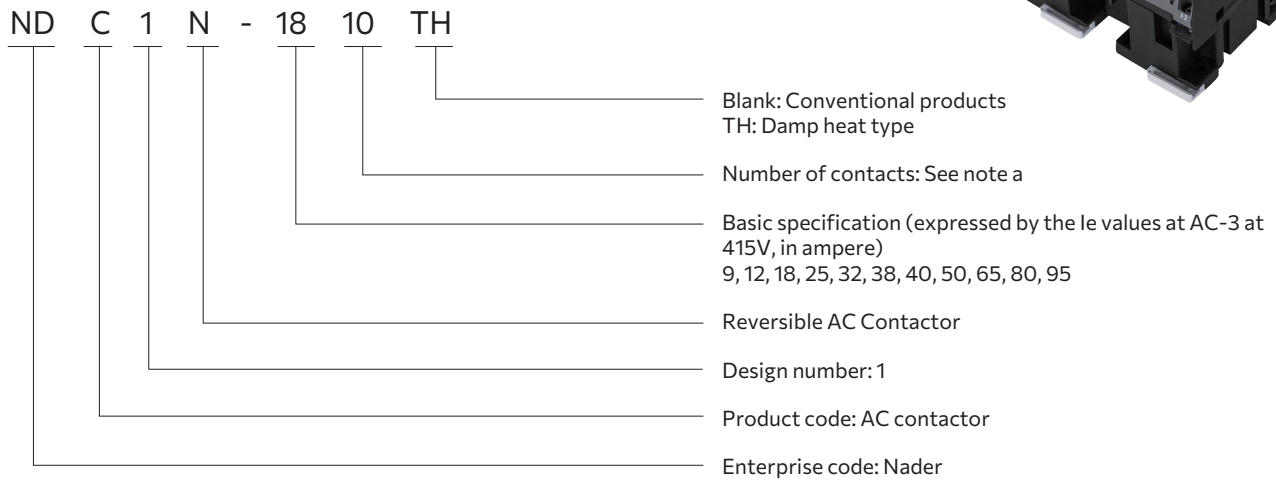 ND C 1 N - 18 10 TH
Blank: Conventional products
TH: Damp heat type
Number of contacts: See note a
Basic specification (expressed by the Ie values at AC-3 at
415V, in ampere)
9, 12, 18, 25, 32, 38, 40, 50, 65, 80, 95
Reversible AC Contactor
Design number: 1
Product code: AC contactor
Enterprise code: Nader